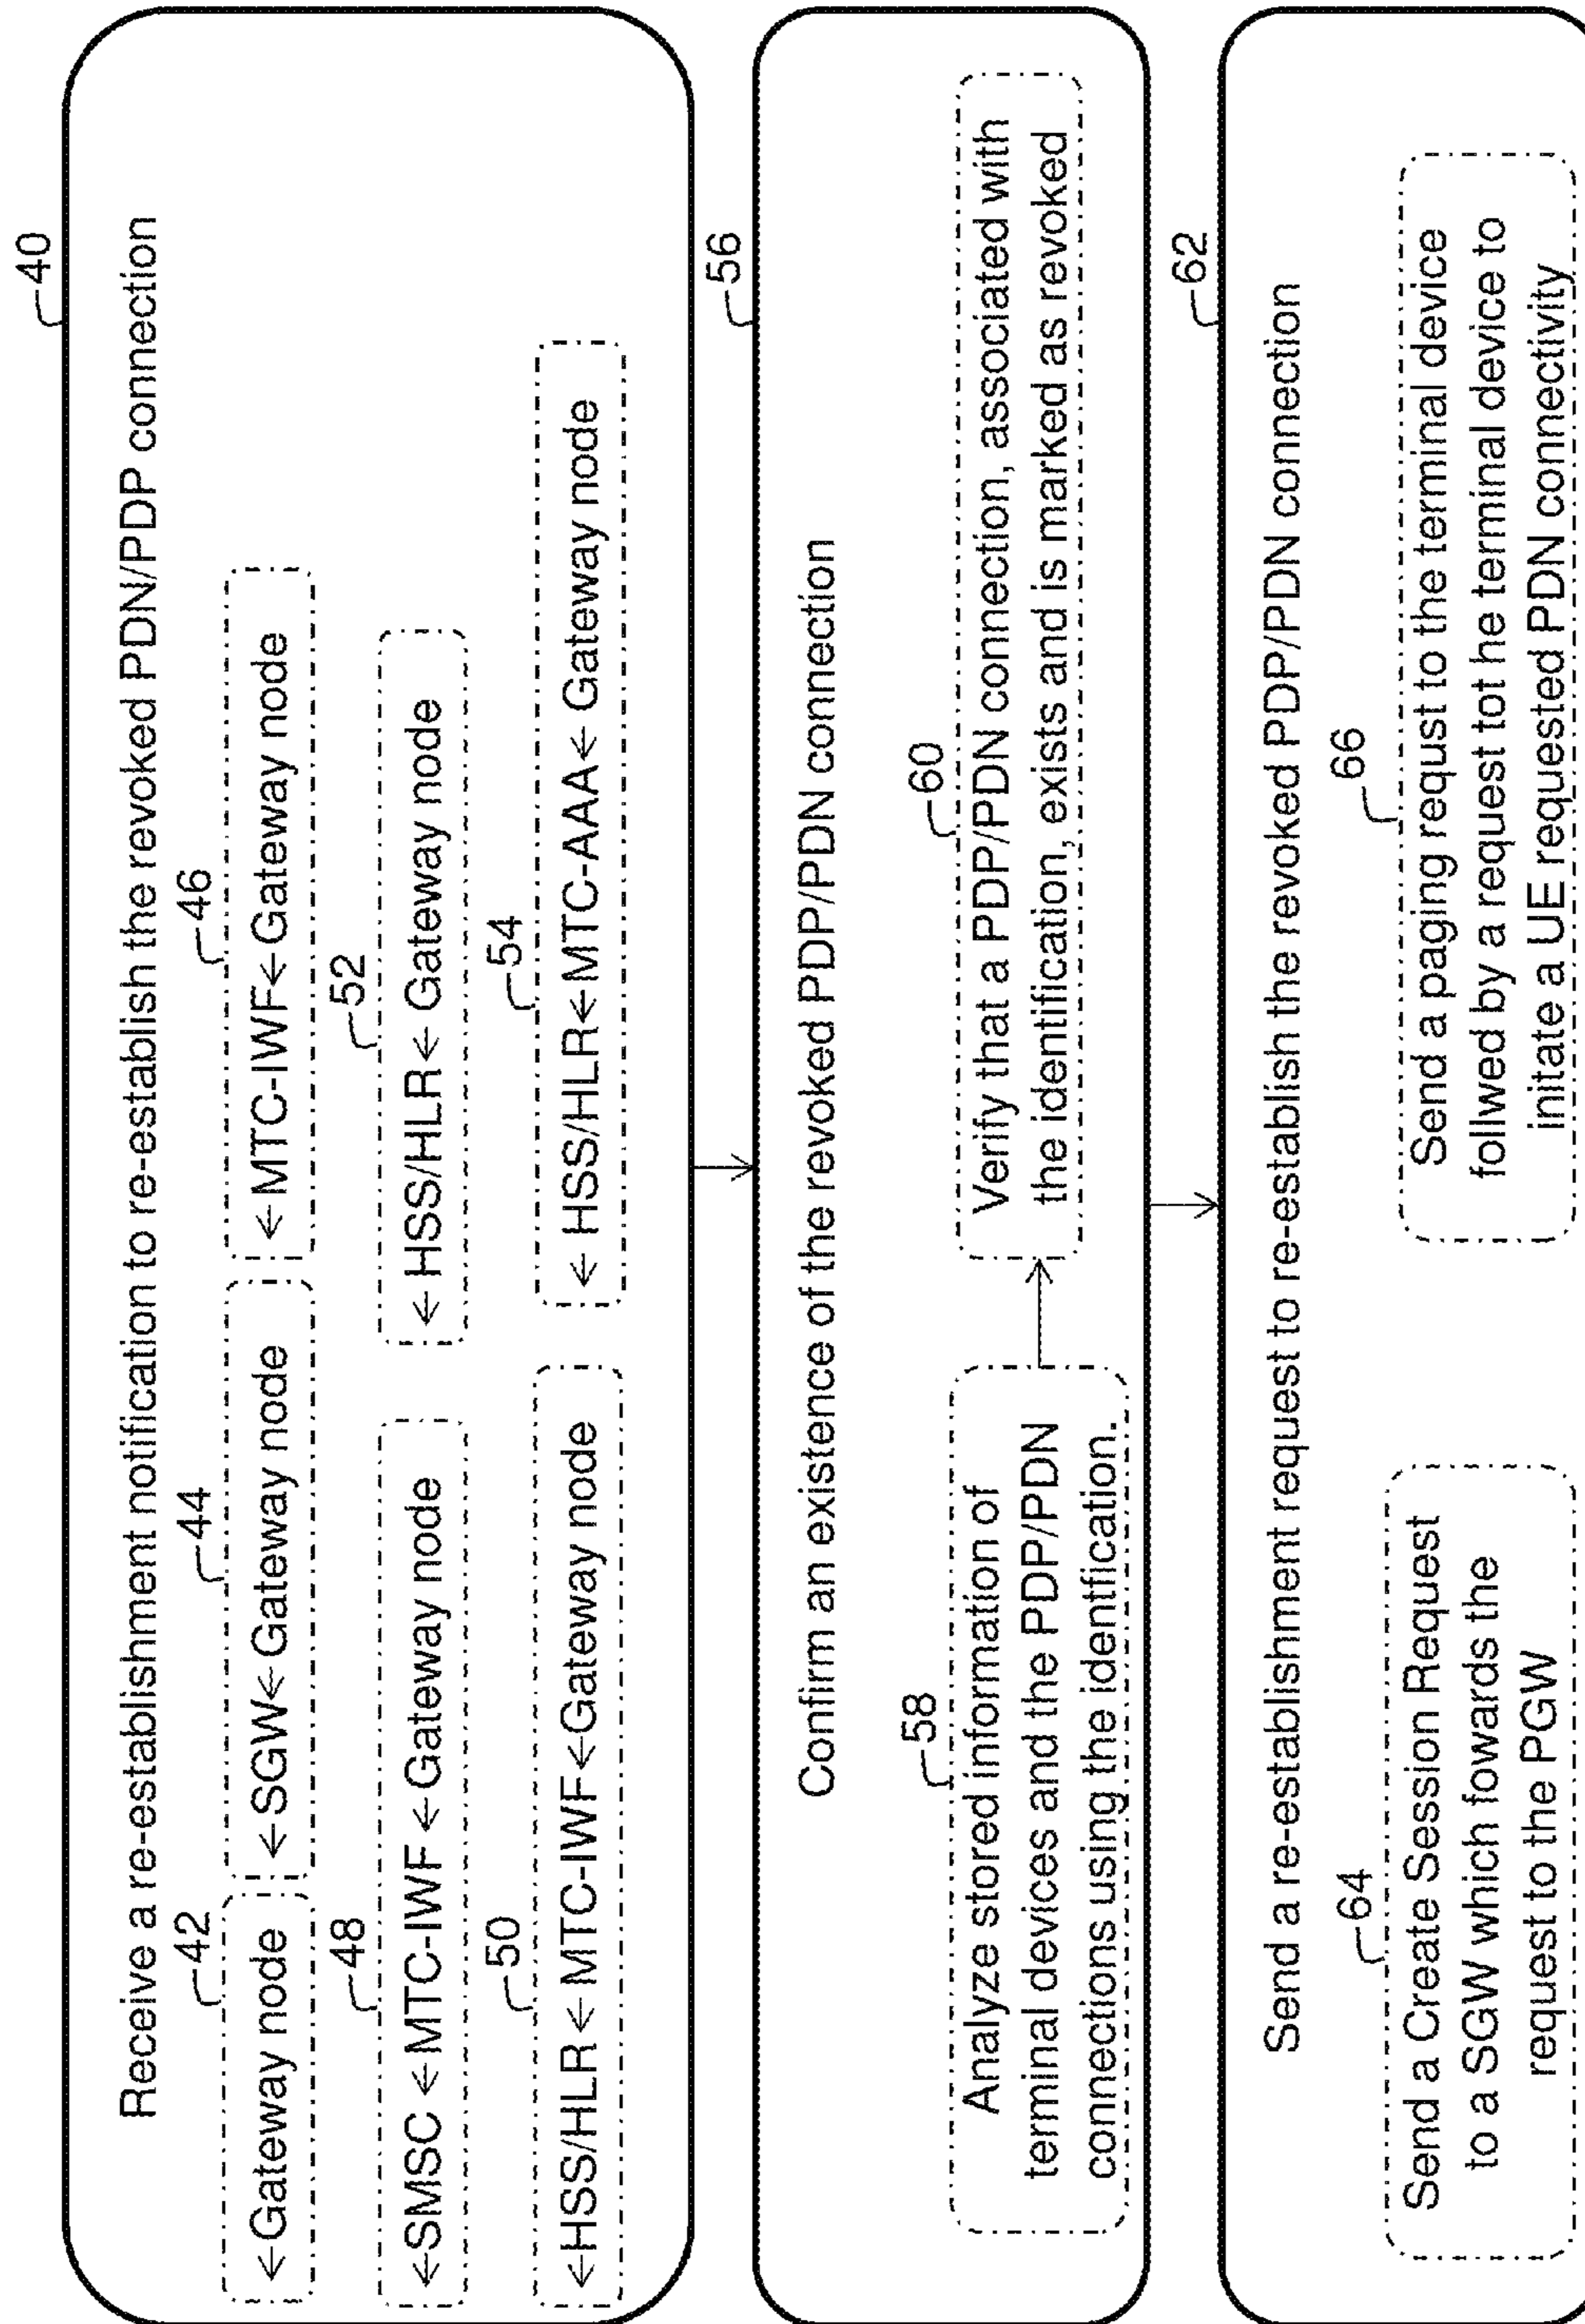 40
Receive a re-establishment notification to re-establish the revoked PDN/PDP connection
42
44
46
←Gateway node
←SGW←Gateway node
←MTC-IWF←Gateway node
48
52
←SMSC ←MTC-IWF ←Gateway node
← HSS/HLR← Gateway node
50
54
←HSS/HLR ← MTC-IWF←Gateway node
← HSS/HLR←MTC-AAA← Gateway node
56
Confirm an existence of the revoked PDP/PDN connection
58
60
Analyze stored information of
terminal devices and the PDP/PDN
connections using the identification.
Verify that a PDP/PDN connection, associated with
the identification, exists and is marked as revoked
62
Send a re-establishment request to re-establish the revoked PDP/PDN connection
64
66
Send a Create Session Request
to a SGW which fowards the
request to the PGW
Send a paging requst to the terminal device
follwed by a request tot he terminal device to
initate a UE requested PDN connectivity